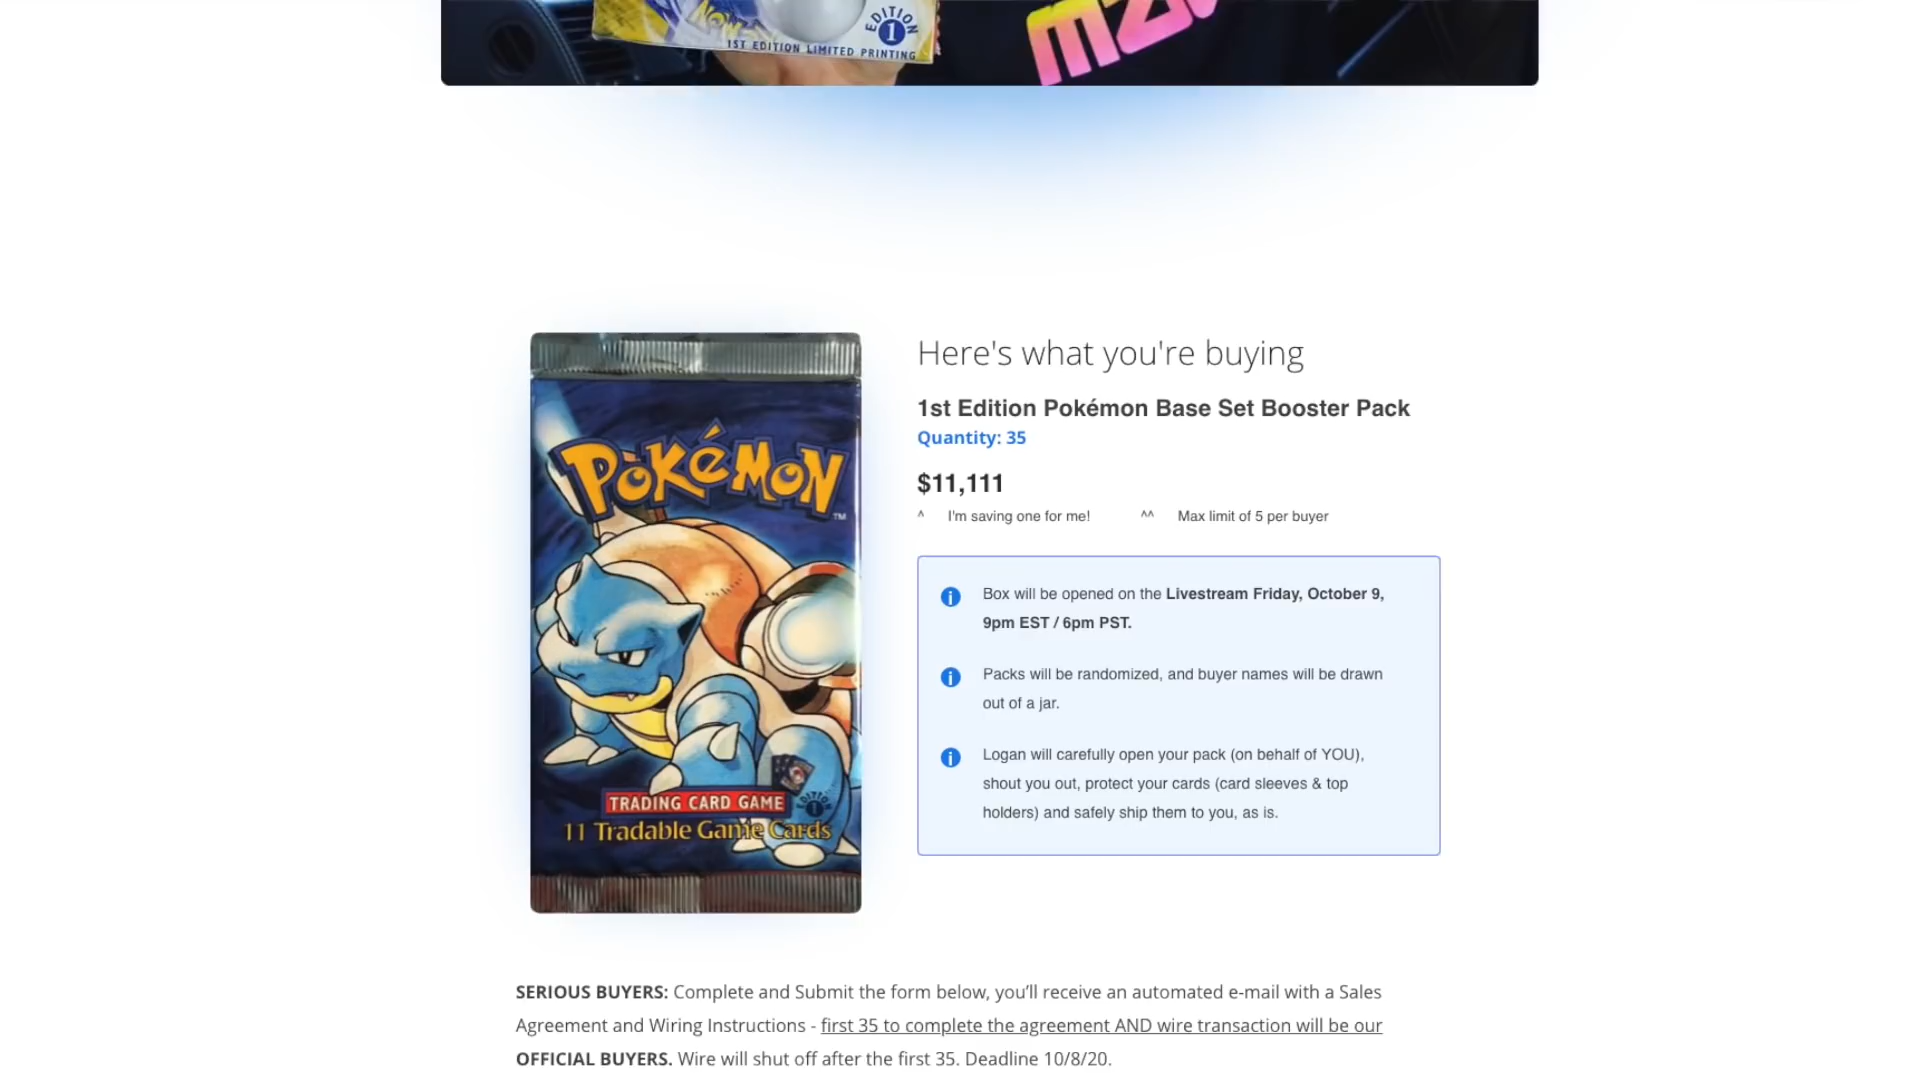 EDITION
1
1ST EDITION LIMITED PRINTING
Here's what you're buying
1st Edition Pokémon Base Set Booster Pack
Quantity: 35
$11,111
^ I'm saving one for me! ^^ Max limit of 5 per buyer
Box will be opened on the Livestream Friday, October 9,
9pm EST / 6pm PST.
Packs will be randomized, and buyer names will be drawn
out of a jar.
Logan will carefully open your pack (on behalf of YOU),
shout you out, protect your cards (card sleeves & top
holders) and safely ship them to you, as is.
POKéMON
TM
TRADING CARD GAME
EDITION
1
11 Tradable Game Cards
SERIOUS BUYERS: Complete and Submit the form below, you’ll receive an automated e-mail with a Sales
Agreement and Wiring Instructions - first 35 to complete the agreement AND wire transaction will be our
OFFICIAL BUYERS. Wire will shut off after the first 35. Deadline 10/8/20.